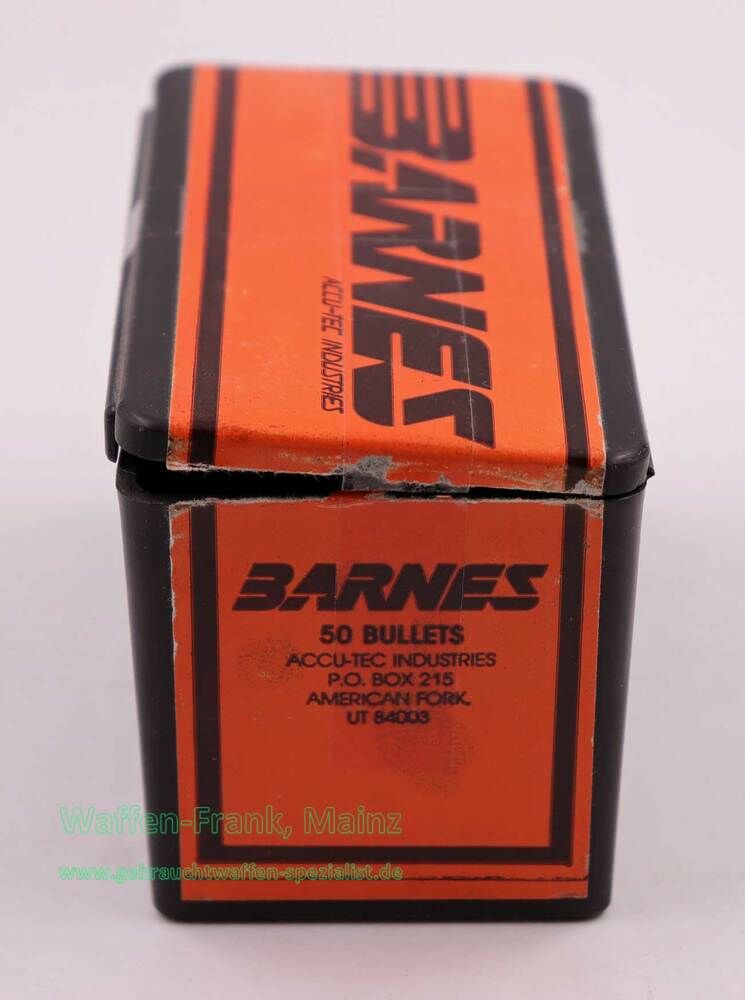 BARNES
ACCU-TEC INDUSTRIES
BARNES
50 BULLETS
ACCU-TEC INDUSTRIES
P.O. BOX 215
AMERICAN FORK,
UT 84003
Waffen-Frank, Mainz
www.gebrauchtwaffen-spezialist.de